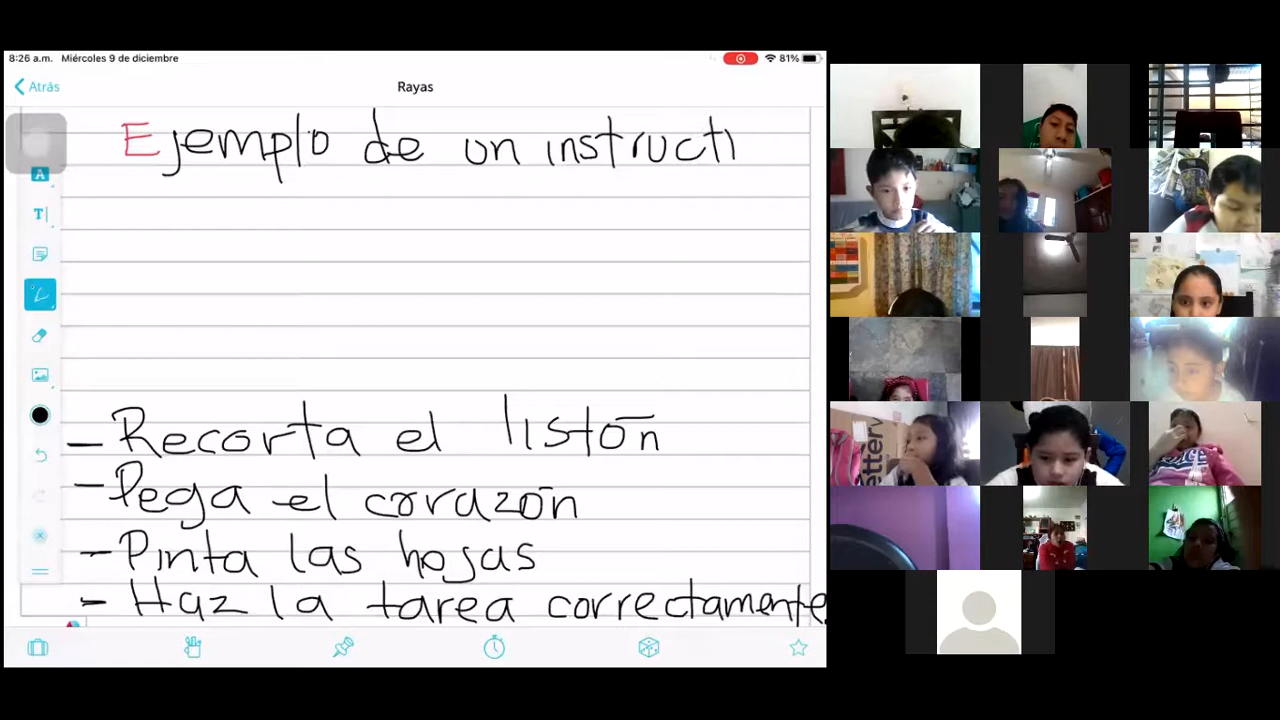 8:26 a.m. Miércoles 9 de diciembre 81%
Atrás Rayas
Ejemplo de un instructi
A
T
- Recorta el listón
- Pega el corazón
- Pinta las hojas
- Haz la tarea correctamente